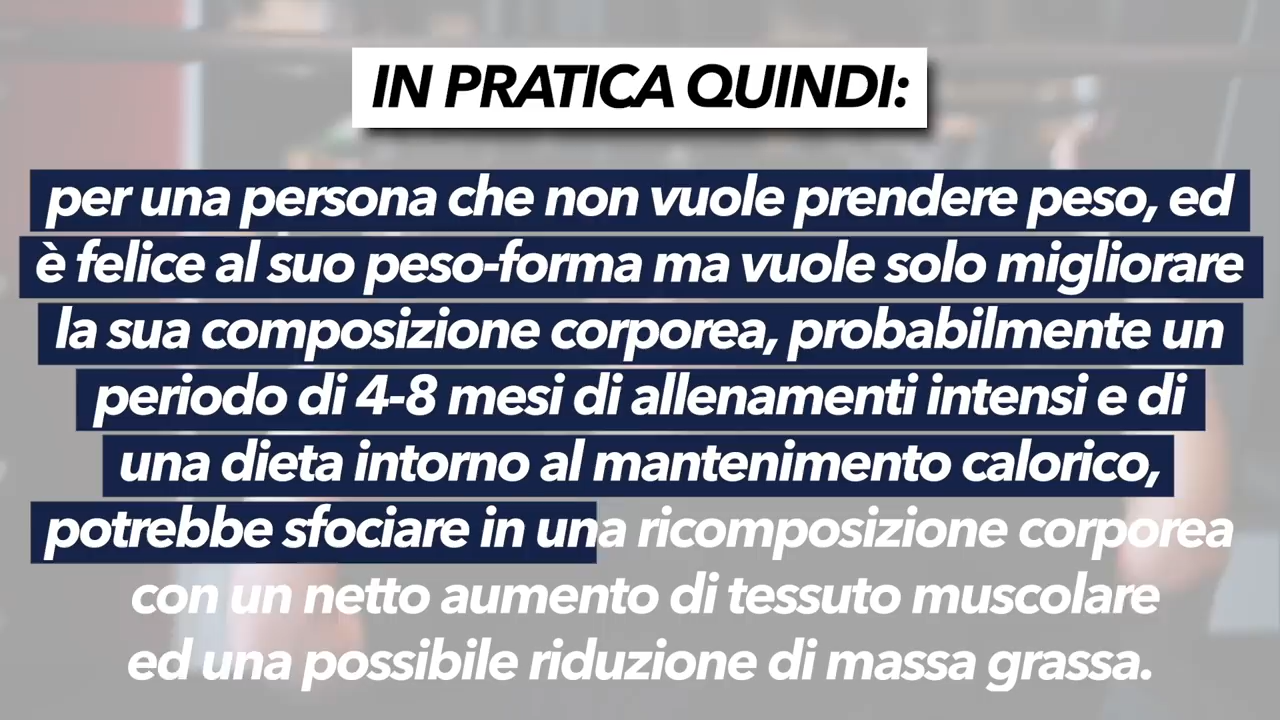 IN PRATICA QUINDI:
per una persona che non vuole prendere peso, ed
è felice al suo peso-forma ma vuole solo migliorare
la sua composizione corporea, probabilmente un
periodo di 4-8 mesi di allenamenti intensi e di
una dieta intorno al mantenimento calorico,
potrebbe sfociare in una ricomposizione corporea
con un netto aumento di tessuto muscolare
ed una possibile riduzione di massa grassa.